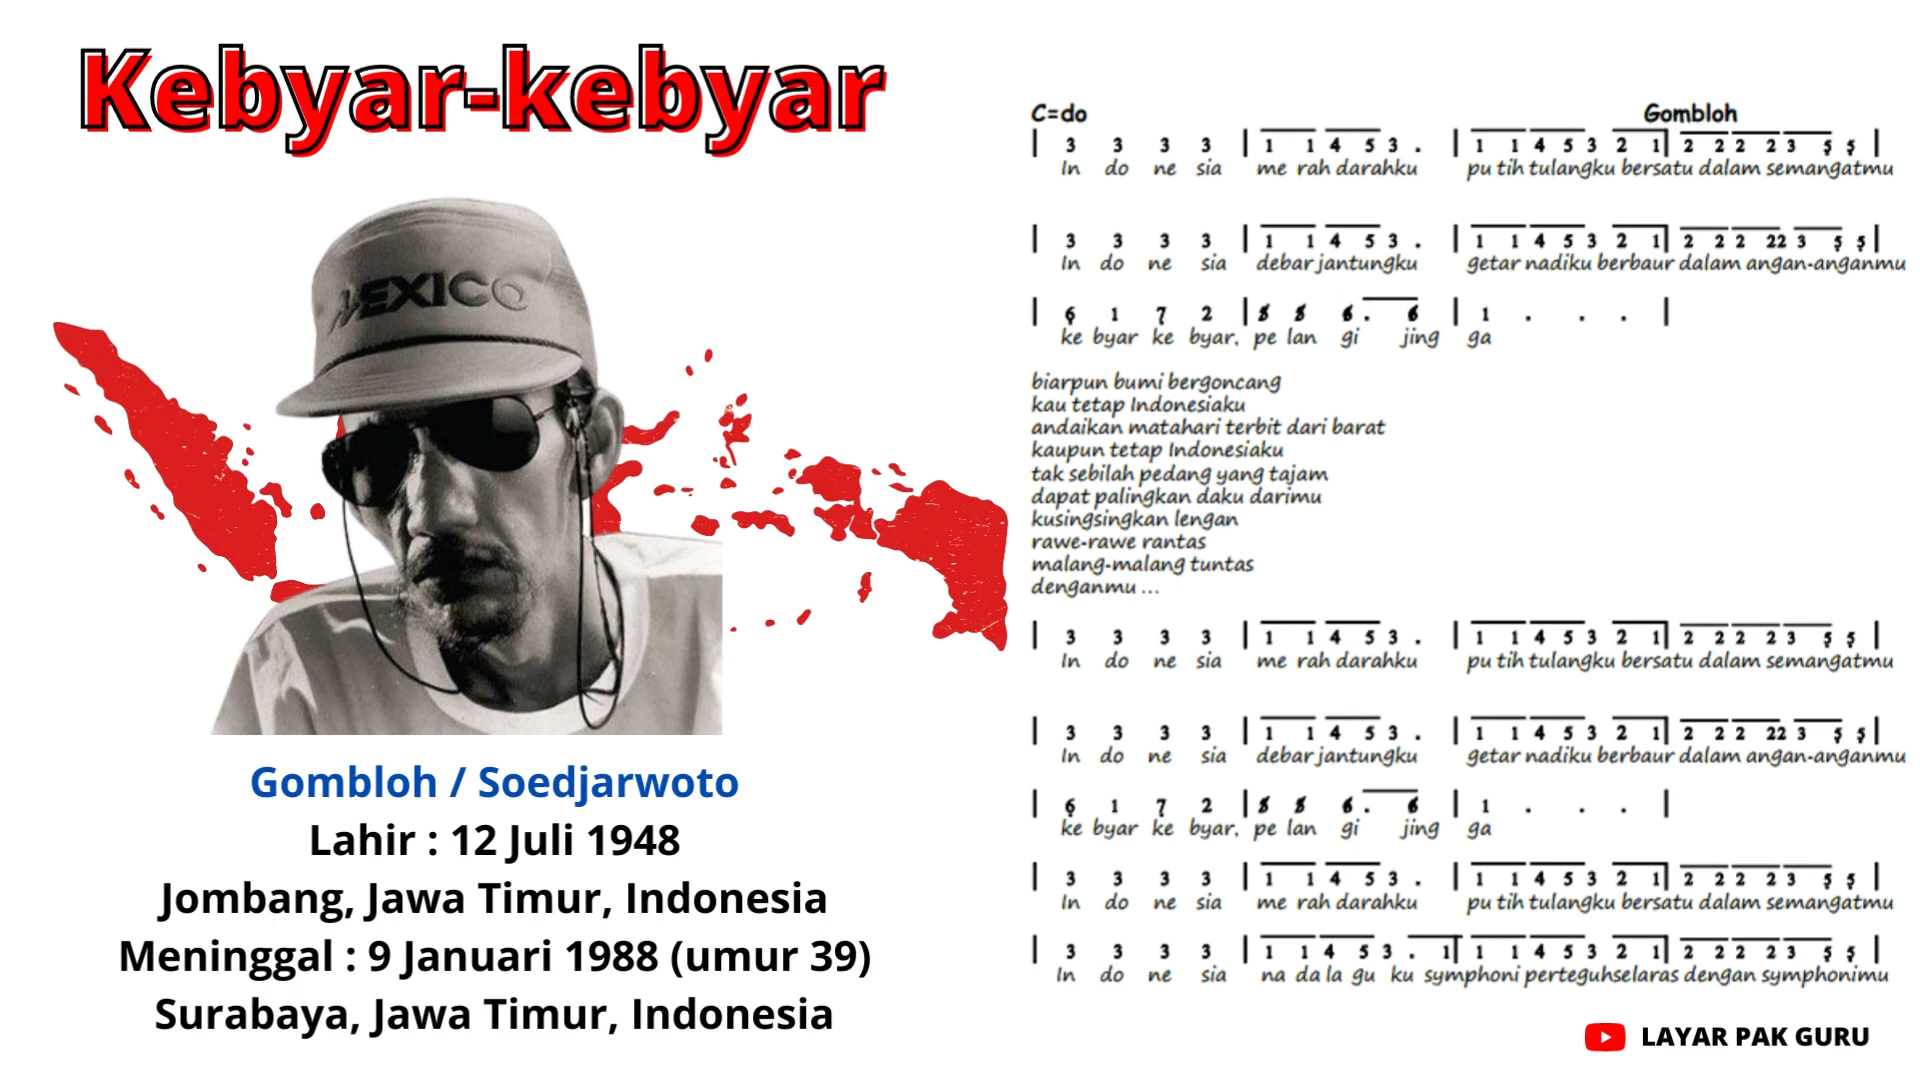 Kebyar-kebyar
MEXICO
Gombloh / Soedjarwoto
Lahir : 12 Juli 1948
Jombang, Jawa Timur, Indonesia
Meninggal : 9 Januari 1988 (umur 39)
Surabaya, Jawa Timur, Indonesia
C=do Gombloh
| 3 3 3 3 | 1 1 4 5 3 . | 1 1 4 5 3 2 1 | 2 2 2 2 3 5 5 |
In do ne sia me rah darahku pu tih tulangku bersatu dalam semangatmu
| 3 3 3 3 | 1 1 4 5 3 . | 1 1 4 5 3 2 1 | 2 2 2 22 3 5 5 |
In do ne sia debar jantungku getar nadiku berbaur dalam angan-anganmu
| 6 1 7 2 | 5 5 6 . 6 | 1 . . . |
ke byar ke byar, pe lan gi jing ga
biarpun bumi bergoncang
kau tetap Indonesiaku
andaikan matahari terbit dari barat
kaupun tetap Indonesiaku
tak sebilah pedang yang tajam
dapat palingkan daku darimu
kusingsingkan lengan
rawe-rawe rantas
malang-malang tuntas
denganmu ...
| 3 3 3 3 | 1 1 4 5 3 . | 1 1 4 5 3 2 1 | 2 2 2 2 3 5 5 |
In do ne sia me rah darahku pu tih tulangku bersatu dalam semangatmu
| 3 3 3 3 | 1 1 4 5 3 . | 1 1 4 5 3 2 1 | 2 2 2 22 3 5 5 |
In do ne sia debar jantungku getar nadiku berbaur dalam angan-anganmu
| 6 1 7 2 | 5 5 6 . 6 | 1 . . . |
ke byar ke byar, pe lan gi jing ga
| 3 3 3 3 | 1 1 4 5 3 . | 1 1 4 5 3 2 1 | 2 2 2 2 3 5 5 |
In do ne sia me rah darahku pu tih tulangku bersatu dalam semangatmu
| 3 3 3 3 | 1 1 4 5 3 . 1 | 1 1 4 5 3 2 1 | 2 2 2 2 3 5 5 |
In do ne sia na da la gu ku symphoni perteguhselaras dengan symphonimu
LAYAR PAK GURU